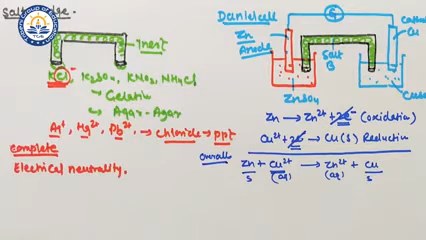 Salt
Inert
KCl, K2SO4, KNO3, NH4Cl
→ Gelatin
→ Agar-Agar
Ag+, Hg2+, Pb2+, → Chloride → ppt
Complete
Electrical neutrality.
Daniel cell
G
Zn
Anode
Cu
Salt
B
ZnSO4
CuSO4
Zn → Zn2+ + 2e- (oxidation)
Cu2+ + 2e- → Cu(s) Reduction
Overall Zn + Cu2+ → Zn2+ + Cu
s (aq) (aq) s